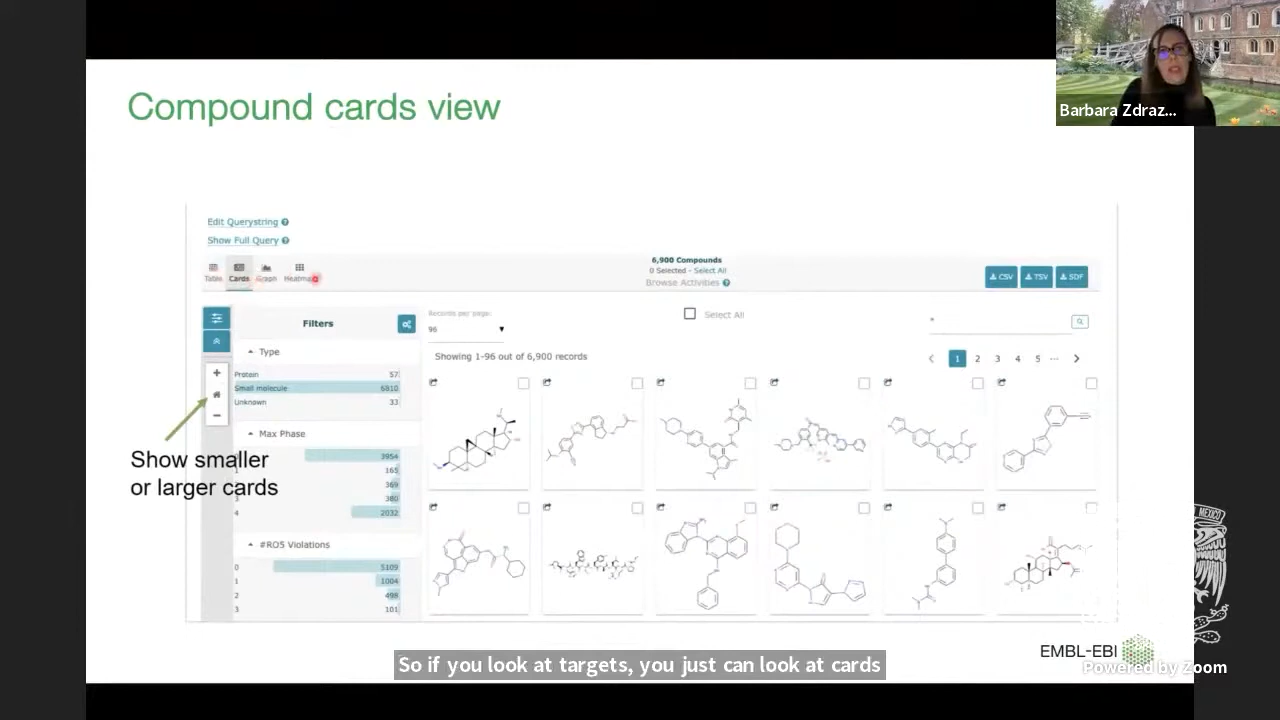 Compound cards view
Barbara Zdraz...
Edit Querystring
Show Full Query
Table Cards Graph Heatmap
6,900 Compounds
0 Selected - Select All
Browse Activities
CSV TSV SDF
Filters
Records per page:
96
Select All
*
Showing 1-96 out of 6,900 records
1 2 3 4 5 ...
Type
Protein 57
Small molecule 6810
Unknown 33
Max Phase
3954
165
369
3 380
4 2032
#RO5 Violations
0 5109
1 1004
2 498
3 101
Show smaller
or larger cards
EMBL-EBI
Powered by Zoom
So if you look at targets, you just can look at cards